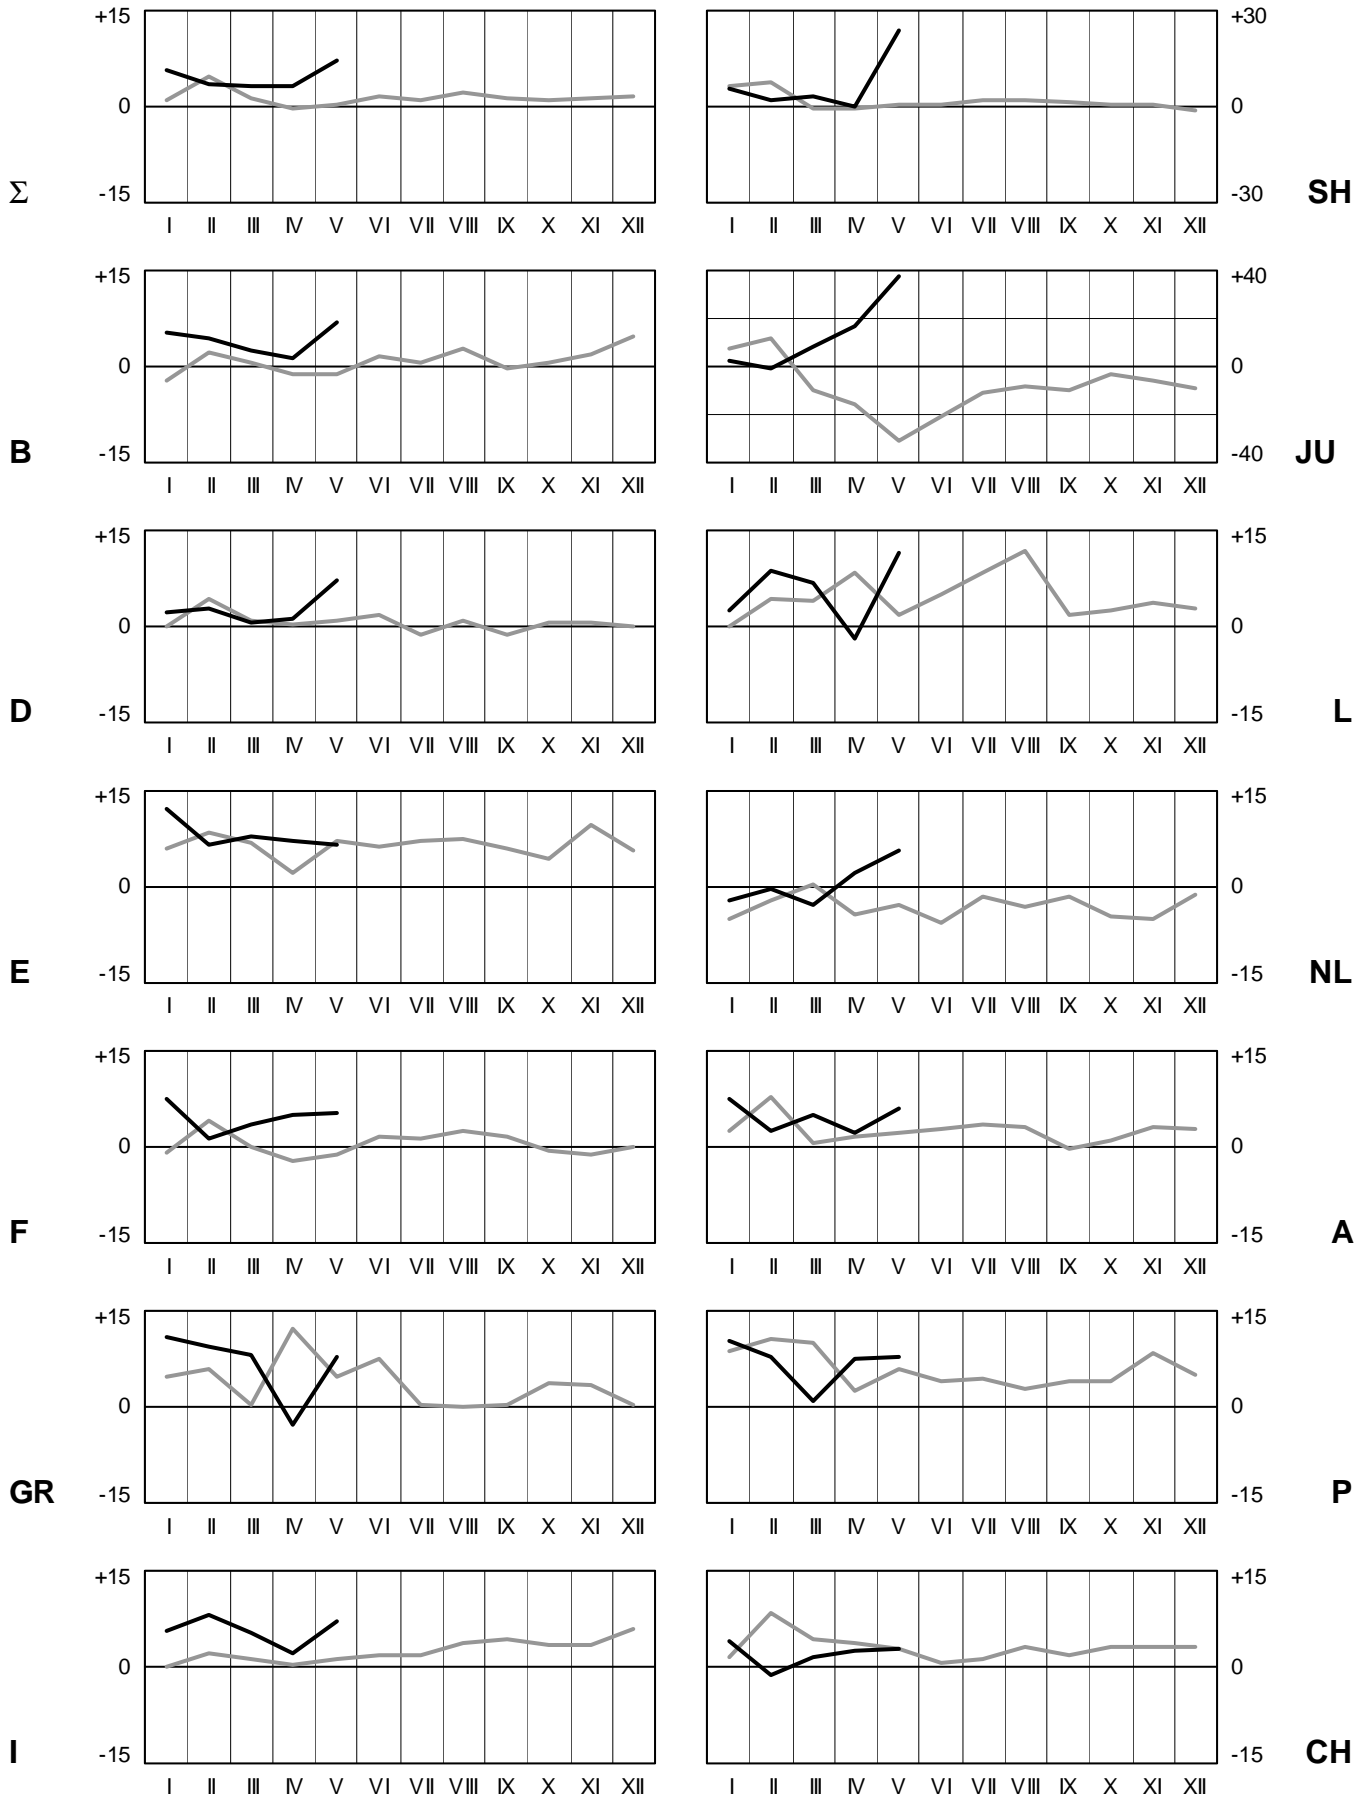 +15 +30
0 0
Σ -15 -30 SH
I II III IV V VI VII VIII IX X XI XII I II III IV V VI VII VIII IX X XI XII
+15 +40
0 0
B -15 -40 JU
I II III IV V VI VII VIII IX X XI XII I II III IV V VI VII VIII IX X XI XII
+15 +15
0 0
D -15 -15 L
I II III IV V VI VII VIII IX X XI XII I II III IV V VI VII VIII IX X XI XII
+15 +15
0 0
E -15 -15 NL
I II III IV V VI VII VIII IX X XI XII I II III IV V VI VII VIII IX X XI XII
+15 +15
0 0
F -15 -15 A
I II III IV V VI VII VIII IX X XI XII I II III IV V VI VII VIII IX X XI XII
+15 +15
0 0
GR -15 -15 P
I II III IV V VI VII VIII IX X XI XII I II III IV V VI VII VIII IX X XI XII
+15 +15
0 0
I -15 -15 CH
I II III IV V VI VII VIII IX X XI XII I II III IV V VI VII VIII IX X XI XII